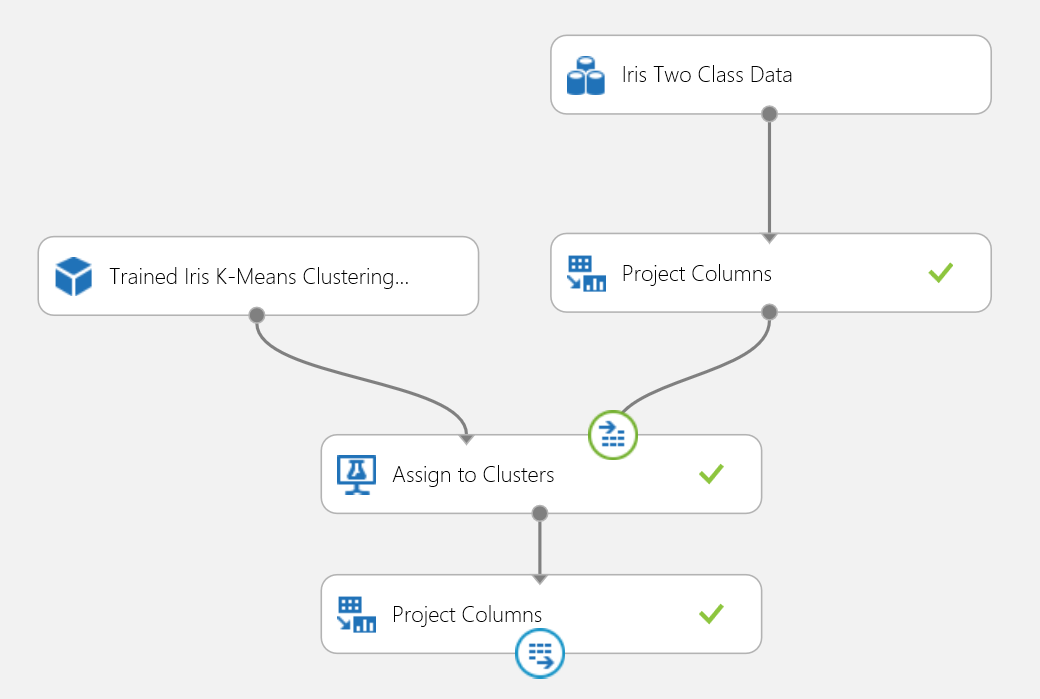 Iris Two Class Data
Trained Iris K-Means Clustering...
Project Columns
Assign to Clusters
Project Columns